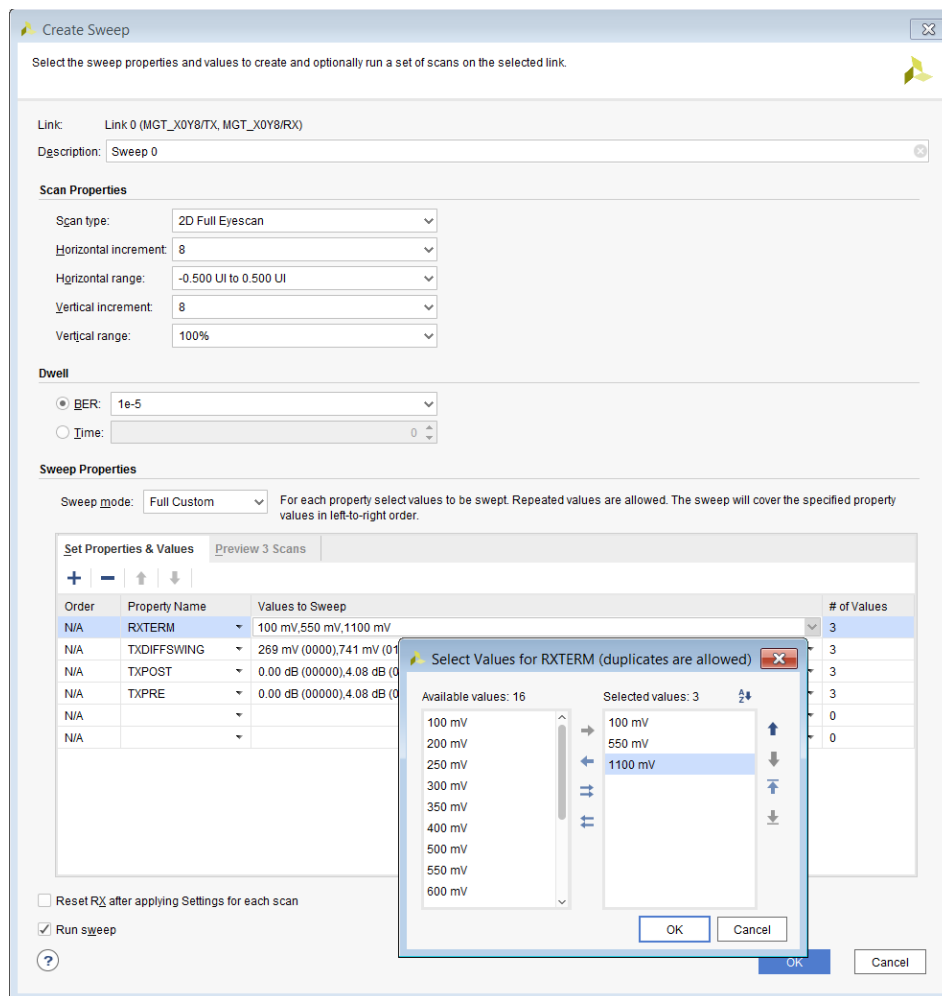 Create Sweep
Select the sweep properties and values to create and optionally run a set of scans on the selected link.
Link: Link 0 (MGT_X0Y8/TX, MGT_X0Y8/RX)
Description: Sweep 0
Scan Properties
Scan type: 2D Full Eyescan
Horizontal increment: 8
Horizontal range: -0.500 UI to 0.500 UI
Vertical increment: 8
Vertical range: 100%
Dwell
BER: 1e-5
Time: 0
Sweep Properties
Sweep mode: Full Custom For each property select values to be swept. Repeated values are allowed. The sweep will cover the specified property
values in left-to-right order.
Set Properties & Values Preview 3 Scans
Order Property Name Values to Sweep # of Values
N/A RXTERM 100 mV,550 mV,1100 mV 3
N/A TXDIFFSWING 269 mV (0000),741 mV (01 3
N/A TXPOST 0.00 dB (00000),4.08 dB (0 3
N/A TXPRE 0.00 dB (00000),4.08 dB (0 3
N/A 0
N/A 0
Select Values for RXTERM (duplicates are allowed)
Available values: 16 Selected values: 3
100 mV 100 mV
200 mV 550 mV
250 mV 1100 mV
300 mV
350 mV
400 mV
500 mV
550 mV
600 mV
OK Cancel
Reset RX after applying Settings for each scan
Run sweep
? OK Cancel